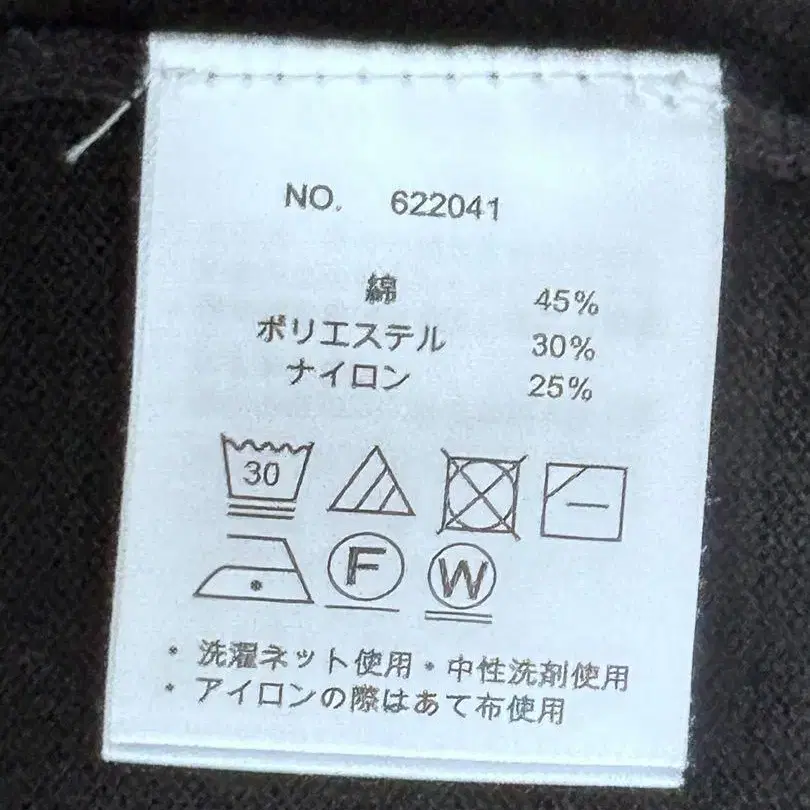 NO. 622041
綿 45%
ポリエステル 30%
ナイロン 25%
30
F W
・洗濯ネット使用・中性洗剤使用
・アイロンの際はあて布使用